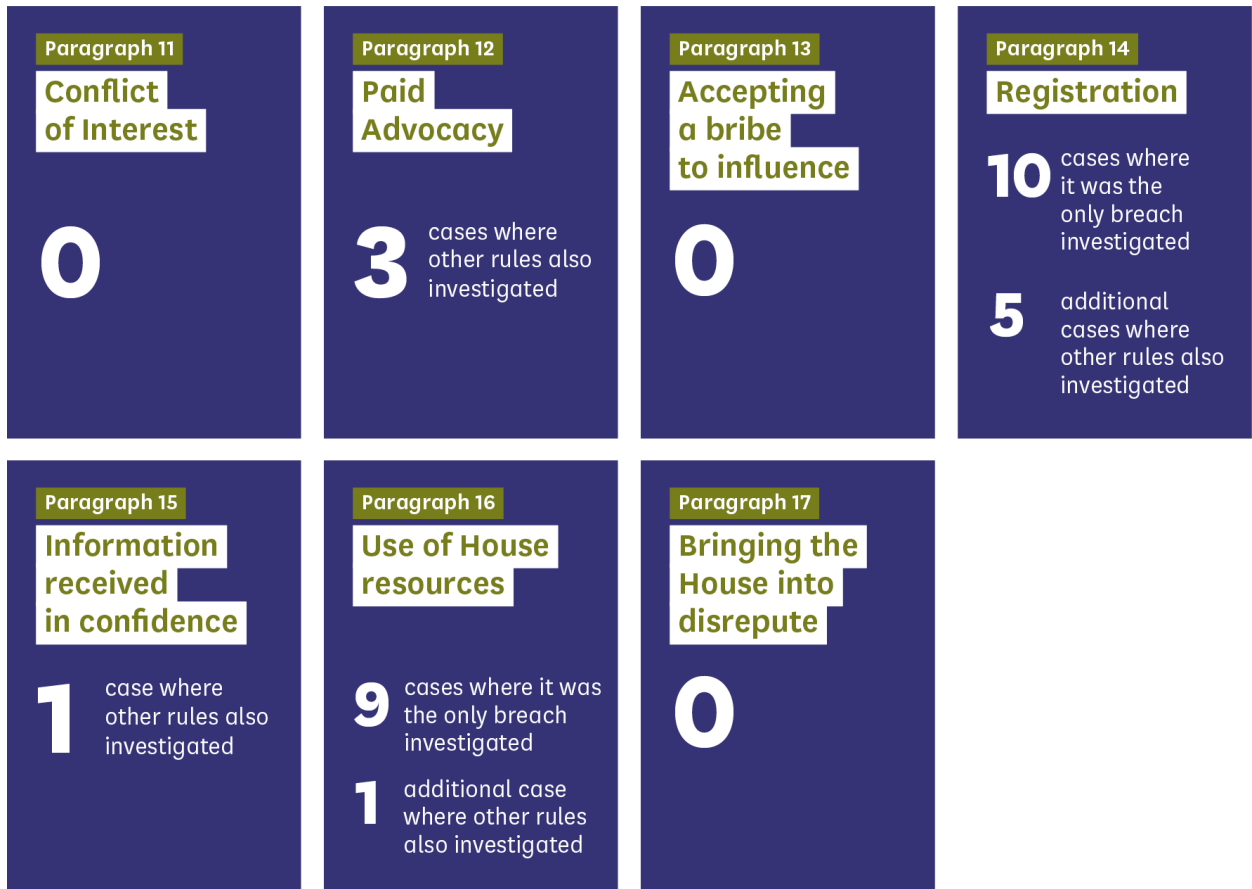 Paragraph 11
Conflict
of Interest
0
Paragraph 12
Paid
Advocacy
3
cases where
other rules also
investigated
Paragraph 13
Accepting
a bribe
to influence
0
Paragraph 14
Registration
10
cases where
it was the
only breach
investigated
5
additional
cases where
other rules also
investigated
Paragraph 15
Information
received
in confidence
1
case where
other rules also
investigated
Paragraph 16
Use of House
resources
9
cases where it was
the only breach
investigated
1
additional case
where other rules
also investigated
Paragraph 17
Bringing the
House into
disrepute
0